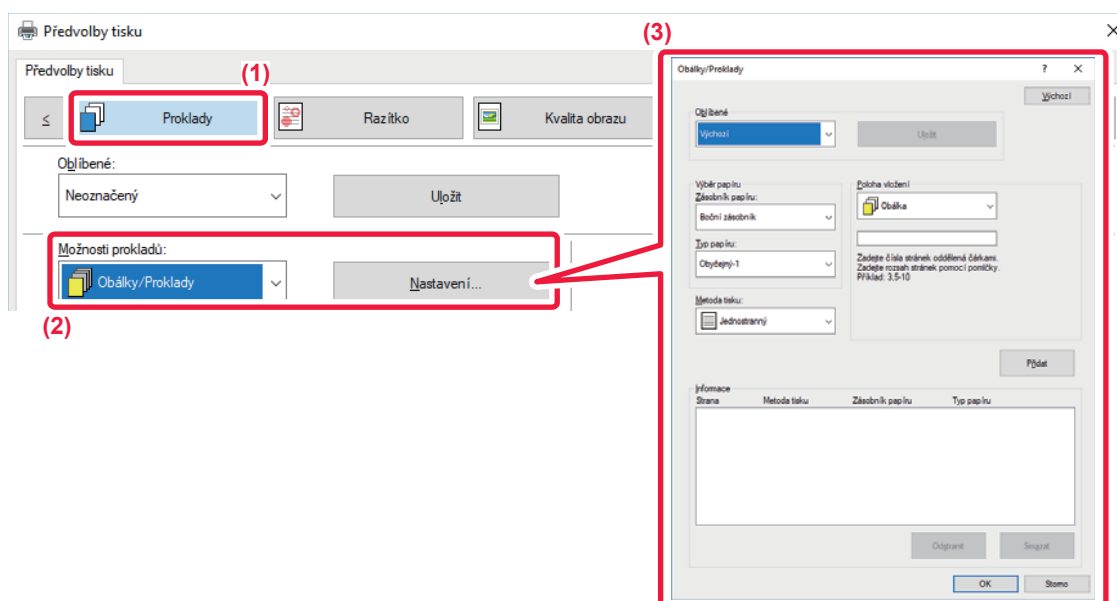 Předvolby tisku
(3)
Předvolby tisku
(1)
≤
Proklady
Razítko
Kvalita obrazu
Oblíbené:
Neoznačený
Uložit
Možnosti prokladů:
Obálky/Proklady
Nastavení...
(2)
Obálky/Proklady
?
Výchozí
Oblíbené
Výchozí
Uložit
Výběr papíru
Zásobník papíru:
Boční zásobník
Typ papíru:
Obyčejný-1
Metoda tisku:
Jednostranný
Poloha vložení
Obálka
Zadejte čísla stránek oddělená čárkami.
Zadejte rozsah stránek pomocí pomlčky.
Příklad: 3,5-10
Přidat
Informace
Strana Metoda tisku Zásobník papíru Typ papíru
Odstranit
Smazat
OK
Storno